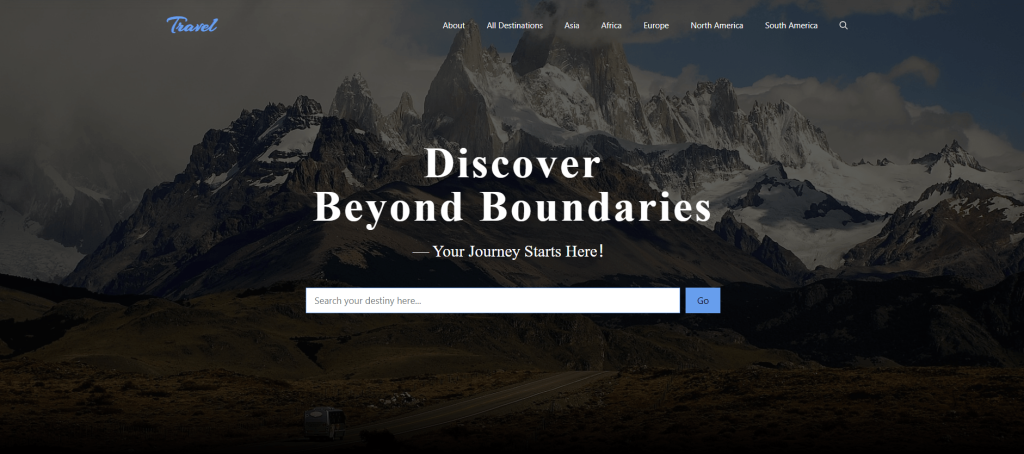 Travel
About All Destinations Asia Africa Europe North America South America
Discover
Beyond Boundaries
— Your Journey Starts Here!
Search your destiny here...
Go